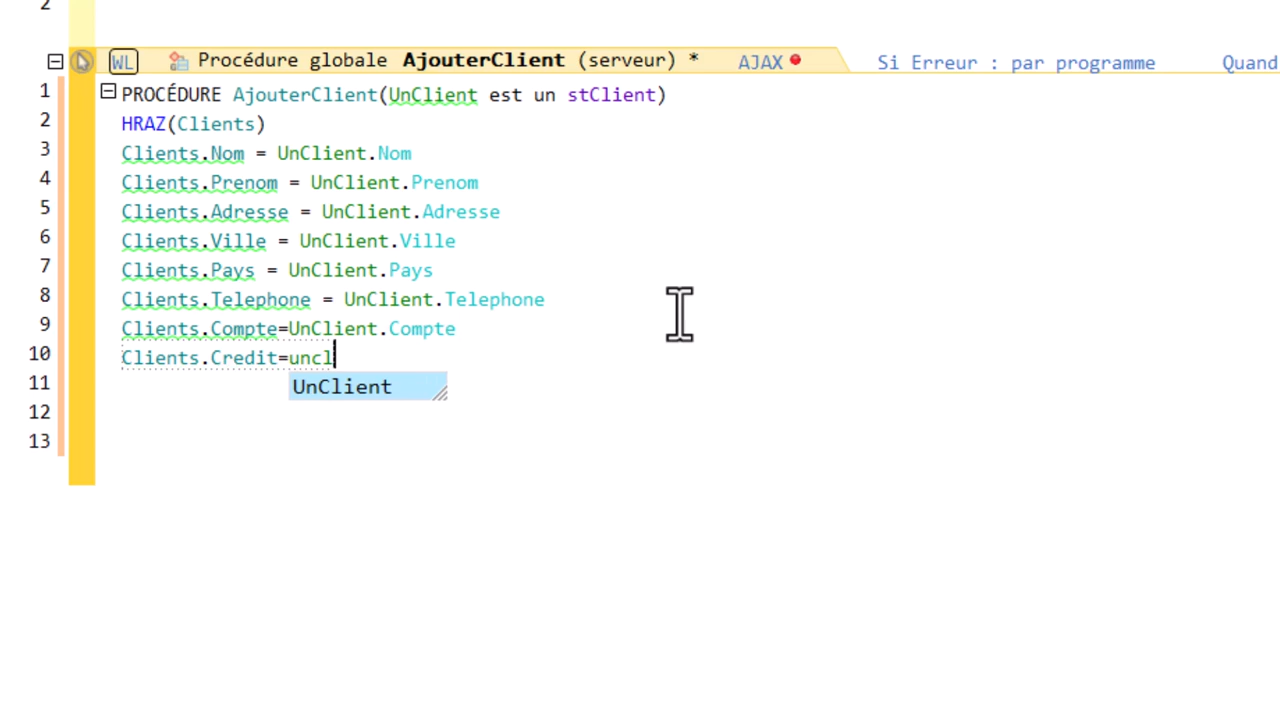 2
WL Procédure globale AjouterClient (serveur) * AJAX Si Erreur : par programme Quand
1 PROCÉDURE AjouterClient(UnClient est un stClient)
2 HRAZ(Clients)
3 Clients.Nom = UnClient.Nom
4 Clients.Prenom = UnClient.Prenom
5 Clients.Adresse = UnClient.Adresse
6 Clients.Ville = UnClient.Ville
7 Clients.Pays = UnClient.Pays
8 Clients.Telephone = UnClient.Telephone
9 Clients.Compte=UnClient.Compte
10 Clients.Credit=uncl
11 UnClient
12
13